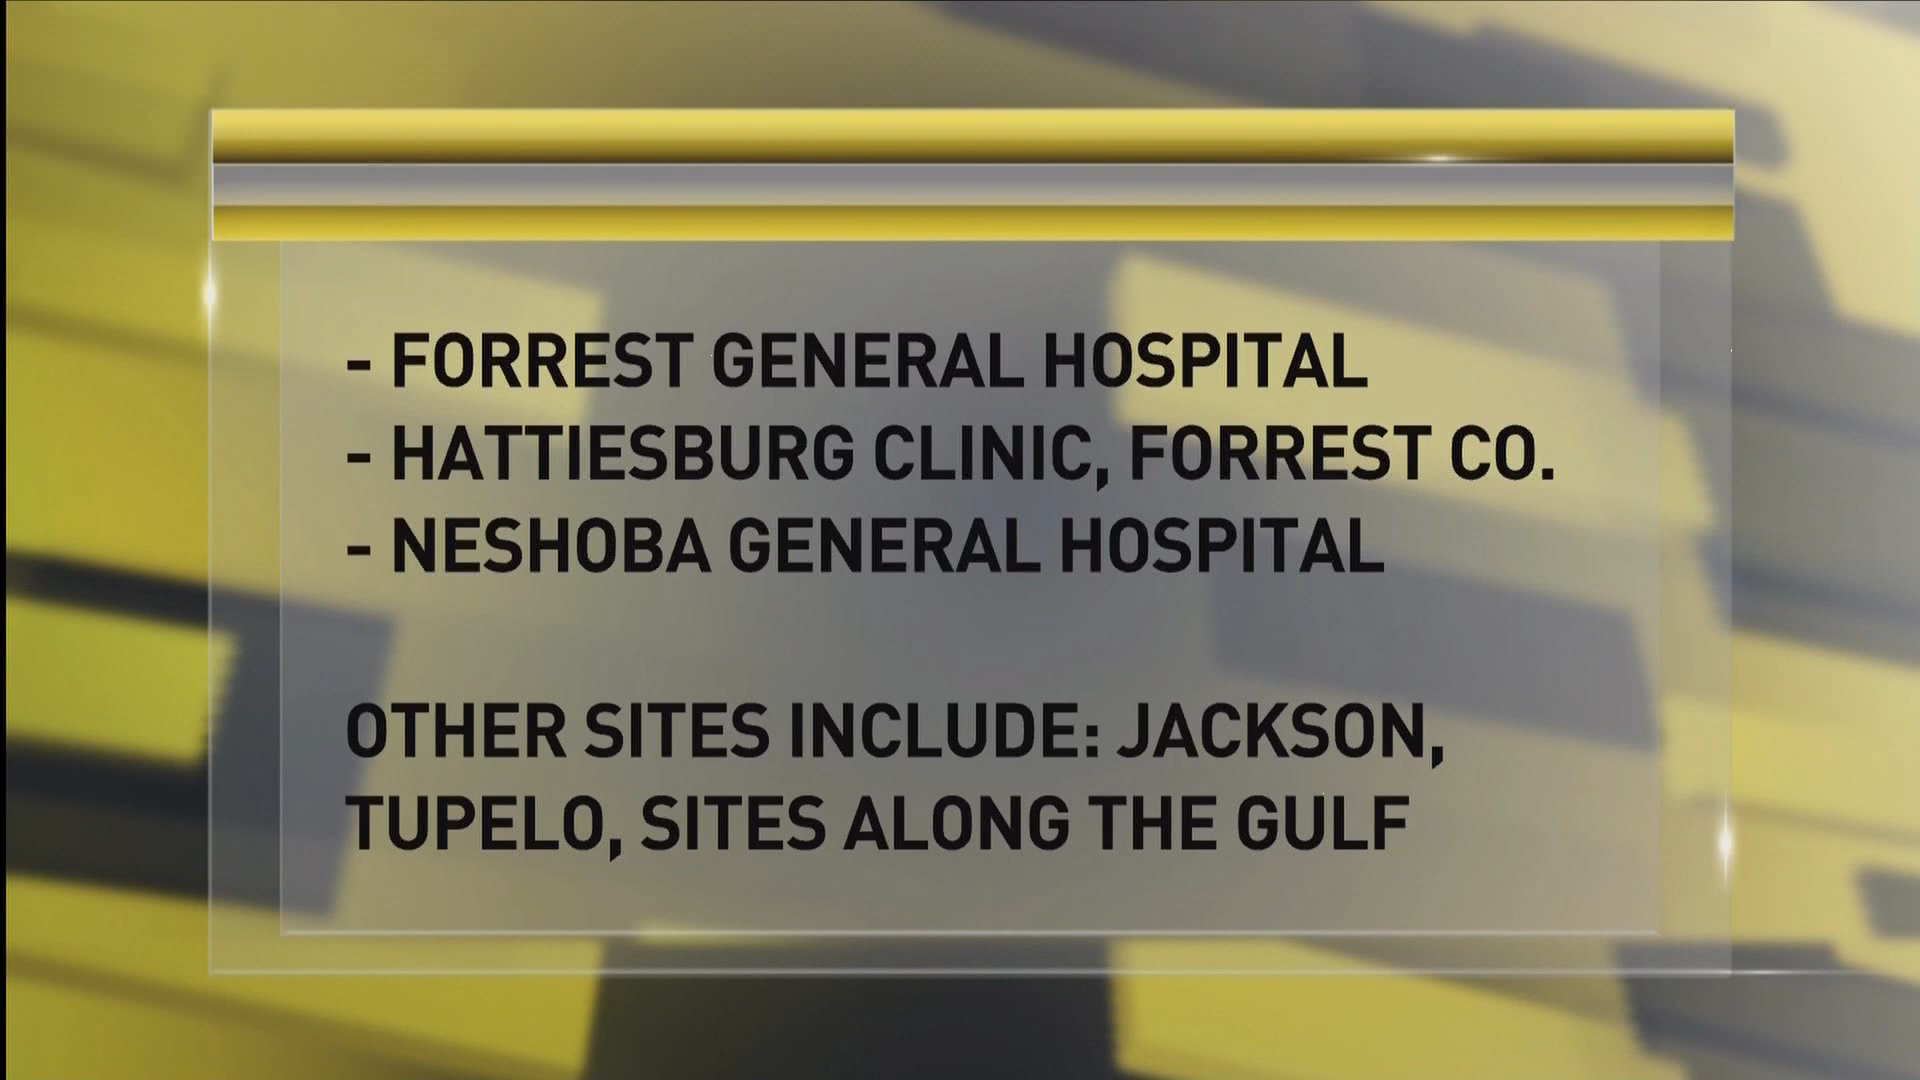 - FORREST GENERAL HOSPITAL
- HATTIESBURG CLINIC, FORREST CO.
- NESHOBA GENERAL HOSPITAL
OTHER SITES INCLUDE: JACKSON,
TUPELO, SITES ALONG THE GULF